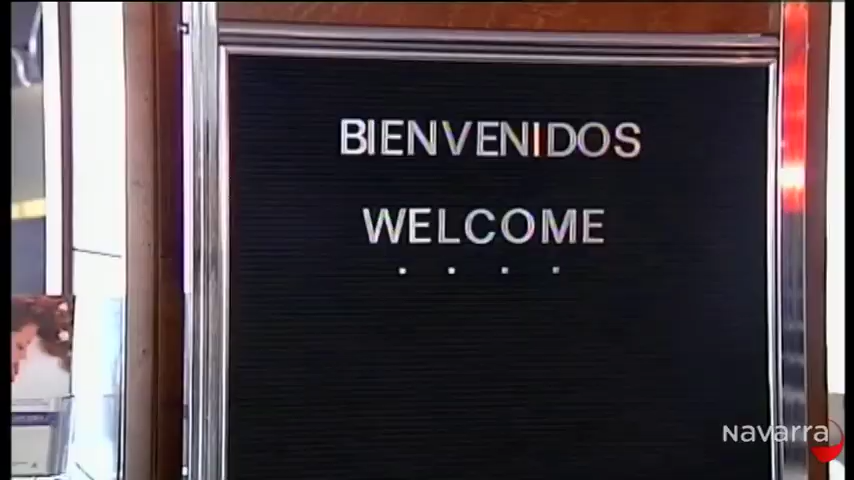 BIENVENIDOS
WELCOME
. . . .
navarra